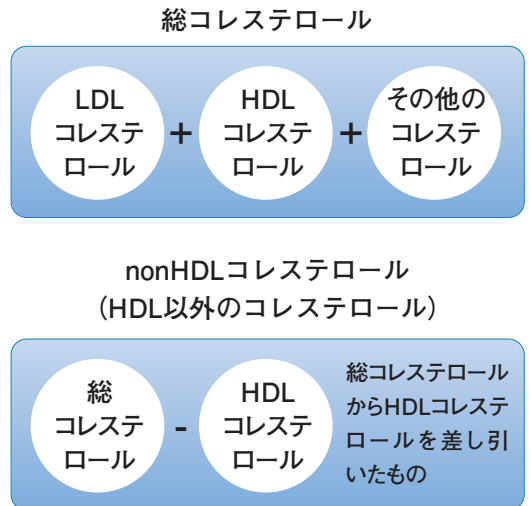 総コレステロール
LDL
コレステ
ロール
+
HDL
コレステ
ロール
+
その他の
コレステ
ロール
nonHDLコレステロール
（HDL以外のコレステロール）
総
コレステ
ロール
-
HDL
コレステ
ロール
総コレステロール
からHDLコレステ
ロールを差し引
いたもの